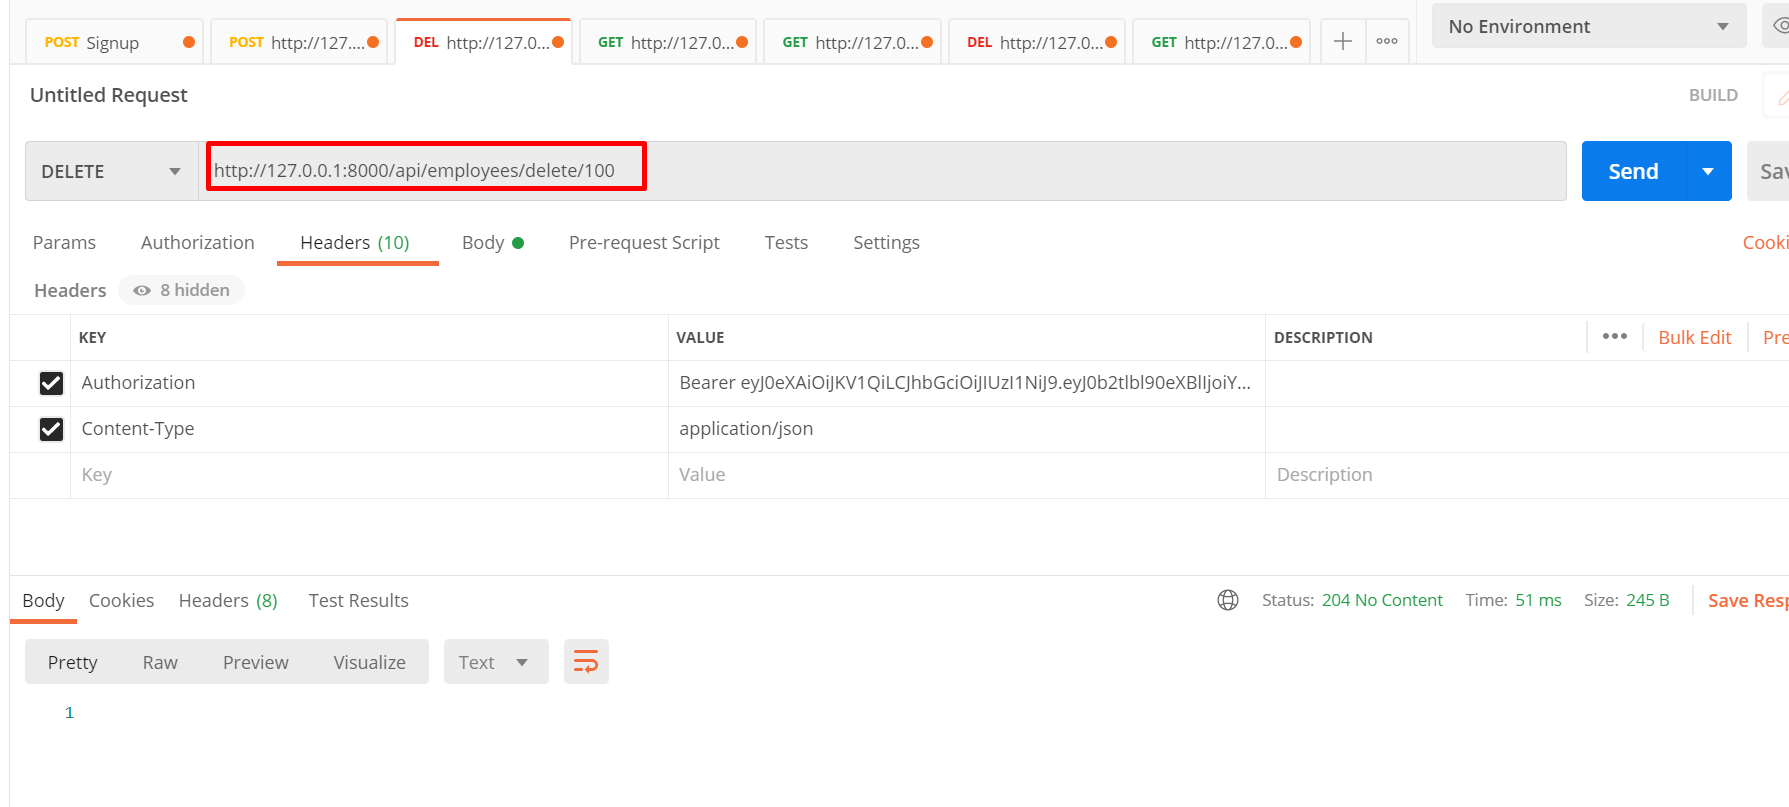 POST Signup POST http://127.... DEL http://127.0... GET http://127.0... GET http://127.0... DEL http://127.0... GET http://127.0... No Environment
Untitled Request BUILD
DELETE http://127.0.0.1:8000/api/employees/delete/100 Send Sav
Params Authorization Headers (10) Body Pre-request Script Tests Settings Cooki
Headers 8 hidden
KEY VALUE DESCRIPTION Bulk Edit Pre
Authorization Bearer eyJ0eXAiOiJKV1QiLCJhbGciOiJIUzI1NiJ9.eyJ0b2tlbl90eXBlIjoiY...
Content-Type application/json
Key Value Description
Body Cookies Headers (8) Test Results Status: 204 No Content Time: 51 ms Size: 245 B Save Resp
Pretty Raw Preview Visualize Text
1